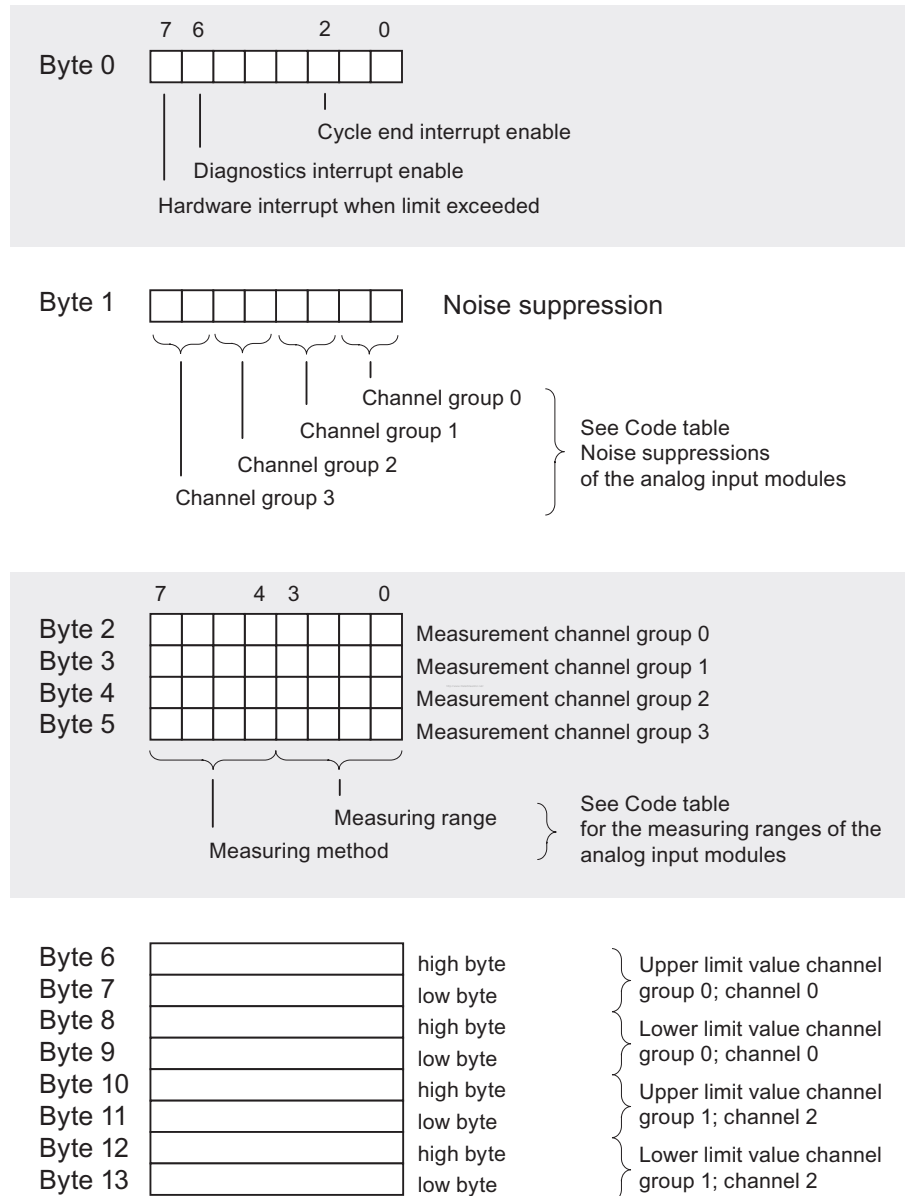 7 6 2 0
Byte 0
Cycle end interrupt enable
Diagnostics interrupt enable
Hardware interrupt when limit exceeded
Byte 1
Noise suppression
Channel group 0
Channel group 1
Channel group 2
Channel group 3
See Code table
Noise suppressions
of the analog input modules
7 4 3 0
Byte 2 Measurement channel group 0
Byte 3 Measurement channel group 1
Byte 4 Measurement channel group 2
Byte 5 Measurement channel group 3
Measuring range
Measuring method
See Code table
for the measuring ranges of the
analog input modules
Byte 6 high byte
Byte 7 low byte
Upper limit value channel
group 0; channel 0
Byte 8 high byte
Byte 9 low byte
Lower limit value channel
group 0; channel 0
Byte 10 high byte
Byte 11 low byte
Upper limit value channel
group 1; channel 2
Byte 12 high byte
Byte 13 low byte
Lower limit value channel
group 1; channel 2